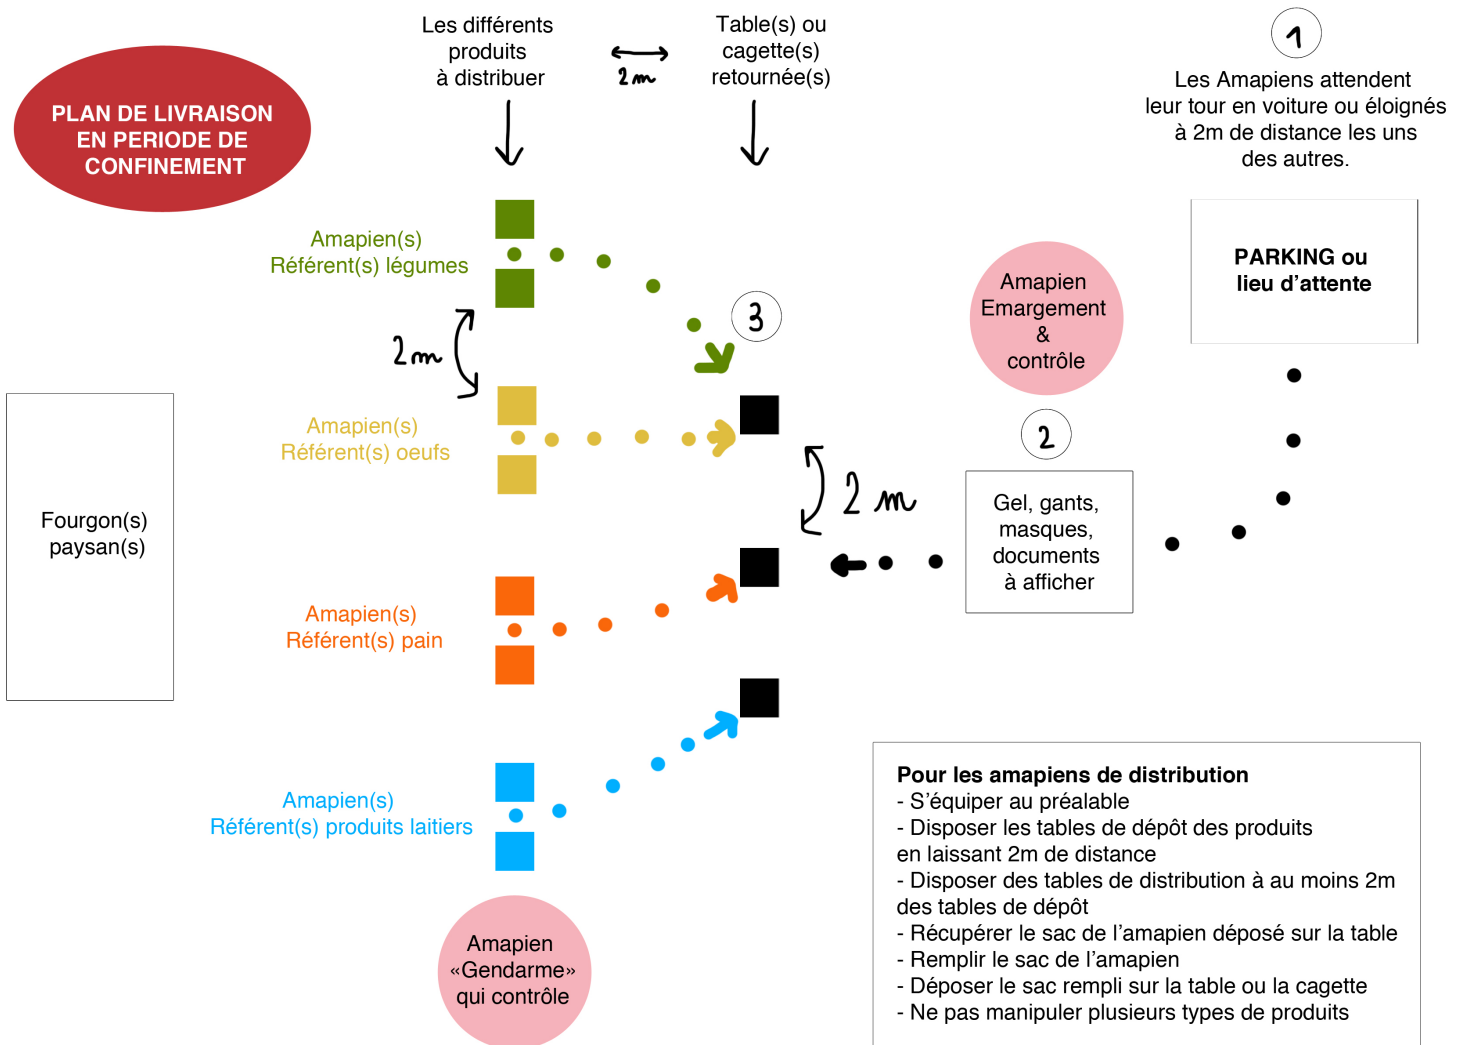 PLAN DE LIVRAISON
EN PERIODE DE
CONFINEMENT
Les différents
produits
à distribuer
2m
Table(s) ou
cagette(s)
retournée(s)
1
Les Amapiens attendent
leur tour en voiture ou éloignés
à 2m de distance les uns
des autres.
PARKING ou
lieu d'attente
Amapien(s)
Référent(s) légumes
2m
Amapien(s)
Référent(s) oeufs
3
Amapien
Emargement
&
contrôle
2
2 m
Gel, gants,
masques,
documents
à afficher
Fourgon(s)
paysan(s)
Amapien(s)
Référent(s) pain
Amapien(s)
Référent(s) produits laitiers
Amapien
«Gendarme»
qui contrôle
Pour les amapiens de distribution
- S'équiper au préalable
- Disposer les tables de dépôt des produits
en laissant 2m de distance
- Disposer des tables de distribution à au moins 2m
des tables de dépôt
- Récupérer le sac de l'amapien déposé sur la table
- Remplir le sac de l'amapien
- Déposer le sac rempli sur la table ou la cagette
- Ne pas manipuler plusieurs types de produits